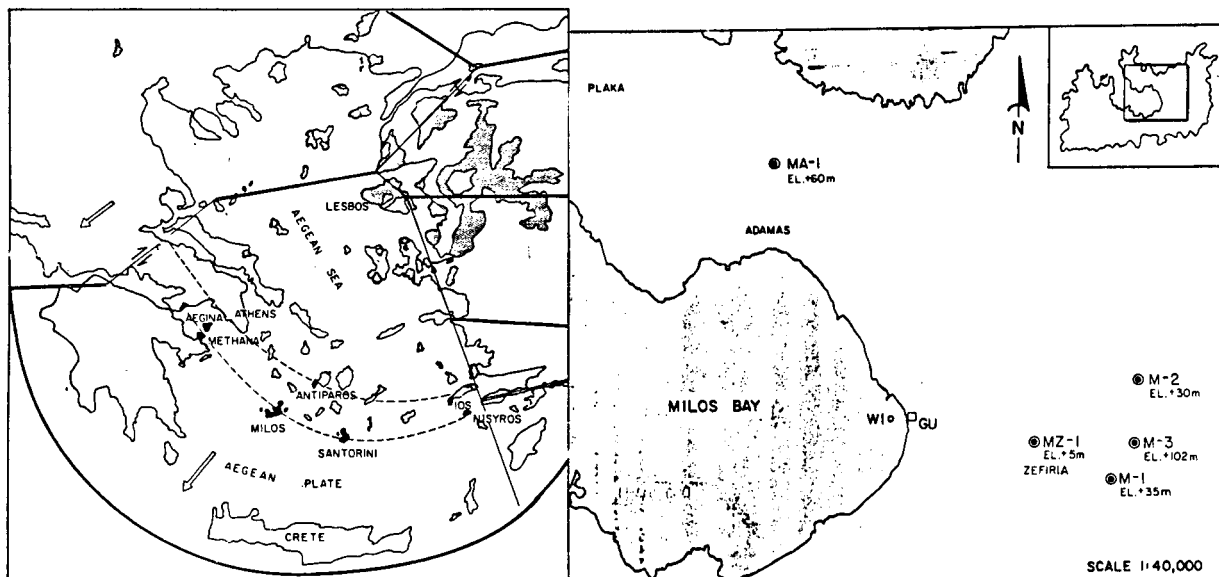 LESBOS
AEGEAN SEA
AEGINA
ATHENS
METHANA
ANTIPAROS
MILOS
IOS
NISYROS
SANTORINI
AEGEAN PLATE
CRETE
PLAKA
N
MA-1
EL.+60m
ADAMAS
MILOS BAY
WI
GU
M-2
EL.+30m
MZ-1
EL.+5m
ZEFIRIA
M-3
EL.+102m
M-1
EL.+35m
SCALE 1:40,000